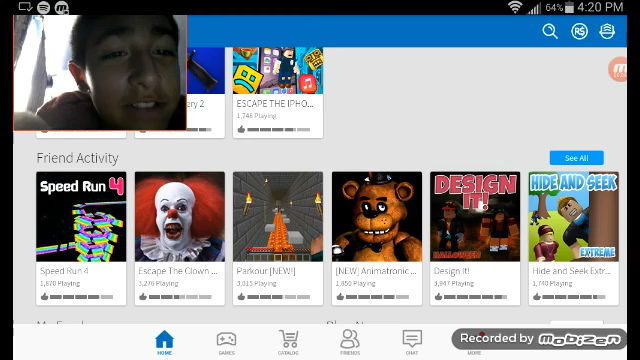 64% 4:20 PM
R$
ery 2
ESCAPE THE IPHO...
1,748 Playing
Friend Activity
See All
Speed Run 4
DESIGN IT!
HALLOWEEN
HIDE AND SEEK
EXTREME
Speed Run 4
Escape The Clown ...
Parkour [NEW!]
[NEW] Animatronic...
Design It!
Hide and Seek Extr...
1,870 Playing
3,276 Playing
3,015 Playing
1,850 Playing
3,947 Playing
1,740 Playing
HOME
GAMES
CATALOG
FRIENDS
CHAT
MORE
Recorded by Mobizen